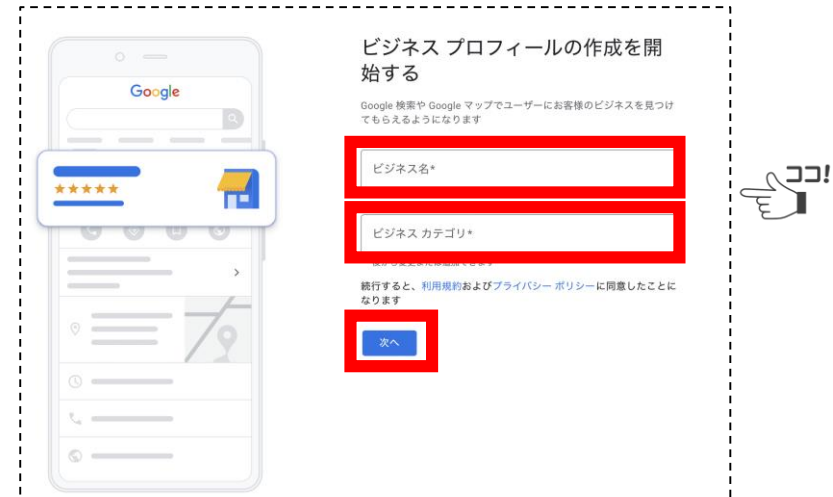 Google
ビジネス プロフィールの作成を開
始する
Google 検索や Google マップでユーザーにお客様のビジネスを見つけ
てもらえるようになります
ビジネス名*
ビジネス カテゴリ*
続行すると、利用規約およびプライバシー ポリシーに同意したことに
なります
次へ
ココ!